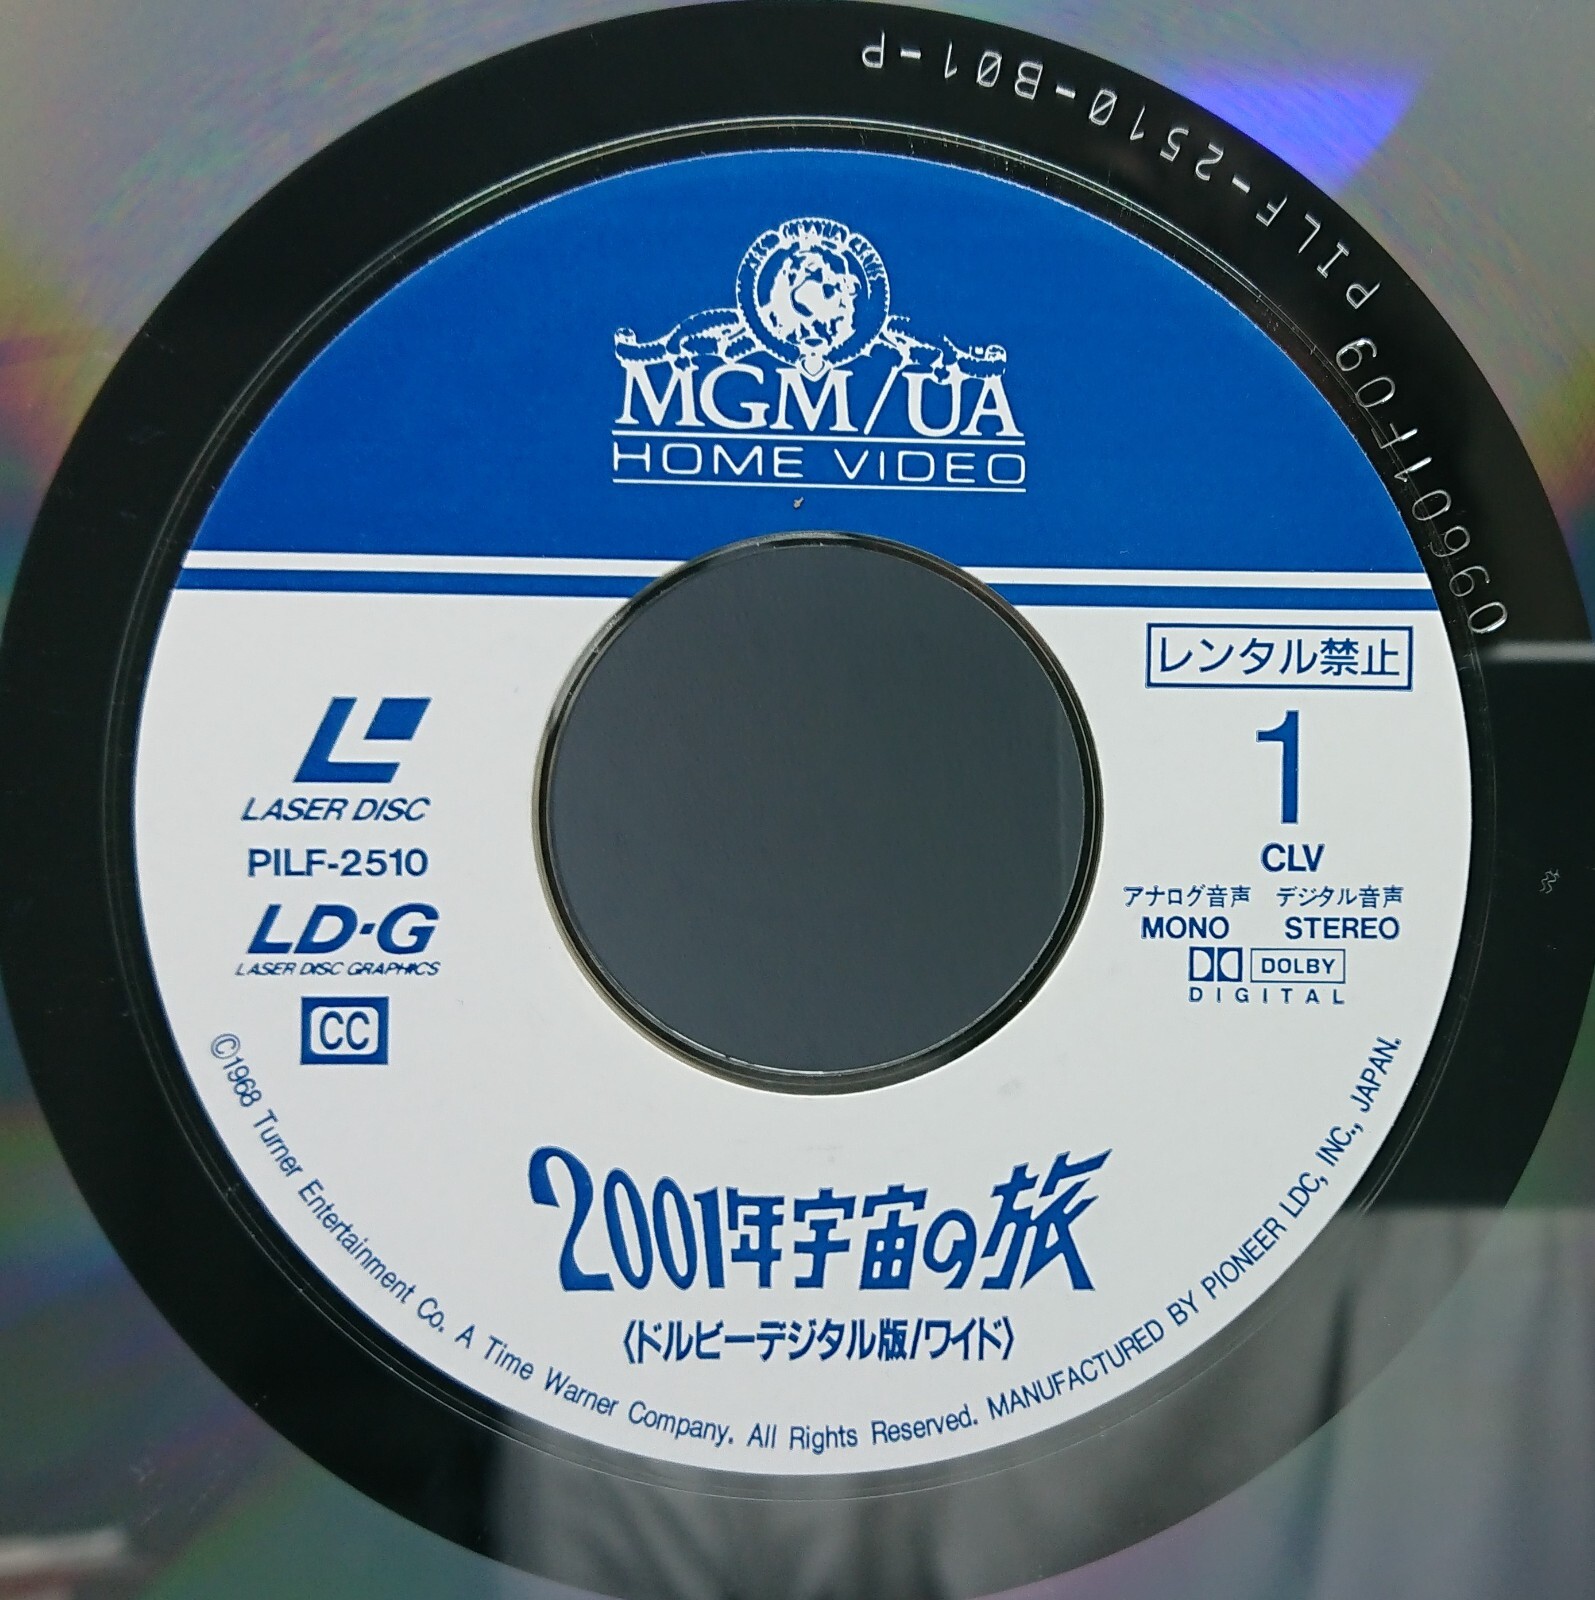 09601F09 PILF-2510-B01-P
MGM/UA
HOME VIDEO
レンタル禁止
LASER DISC
PILF-2510
LD-G
LASER DISC GRAPHICS
CC
1
CLV
アナログ音声 デジタル音声
MONO STEREO
DOLBY
DIGITAL
2001年宇宙の旅
〈ドルビーデジタル版/ワイド〉
©1968 Turner Entertainment Co. A Time Warner Company. All Rights Reserved. MANUFACTURED BY PIONEER LDC, INC., JAPAN.